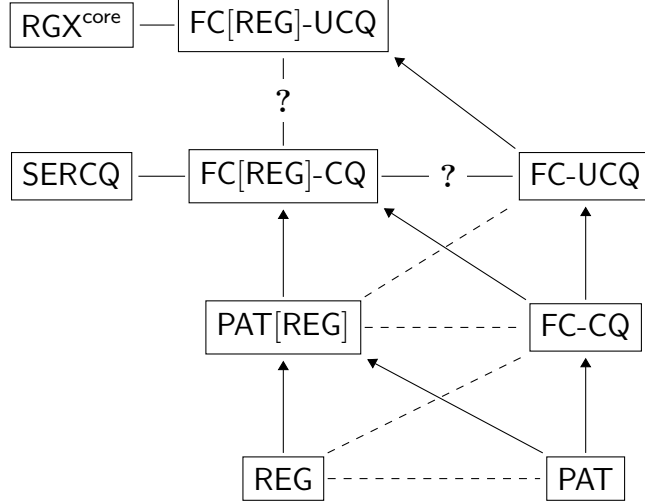 RGX^core FC[REG]-UCQ
?
SERCQ FC[REG]-CQ ? FC-UCQ
PAT[REG] FC-CQ
REG PAT